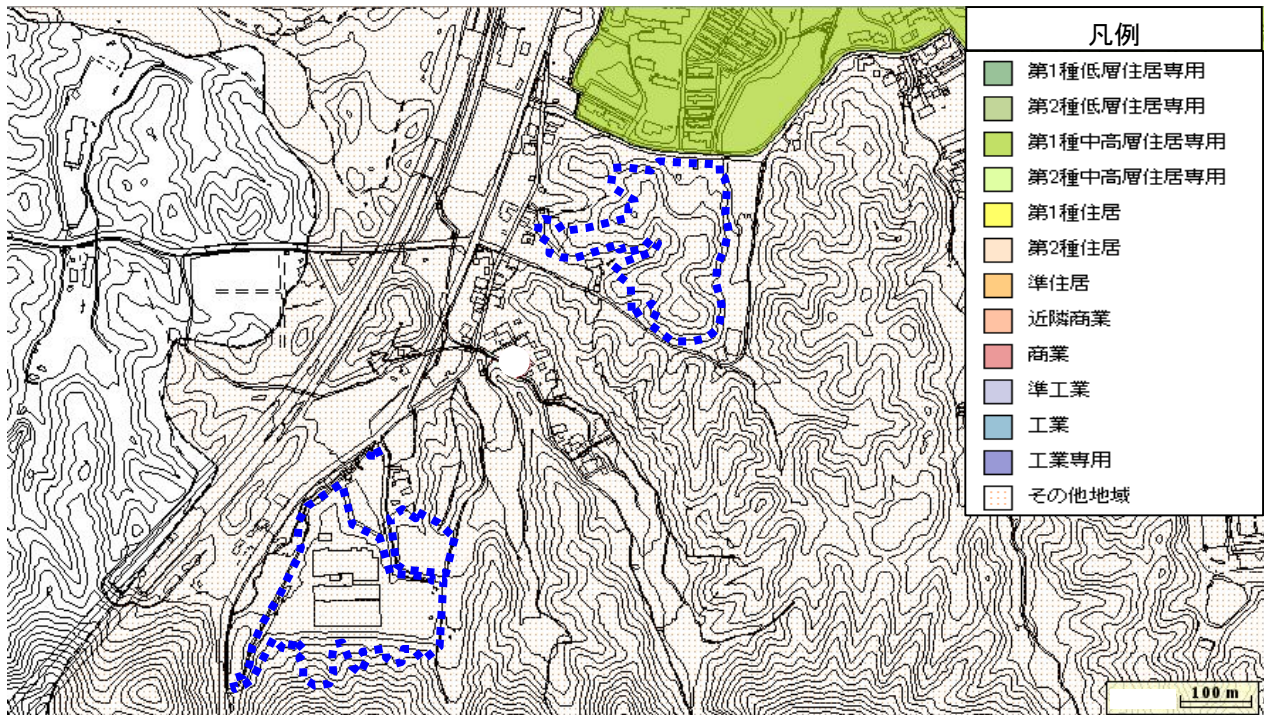 凡例
第1種低層住居専用
第2種低層住居専用
第1種中高層住居専用
第2種中高層住居専用
第1種住居
第2種住居
準住居
近隣商業
商業
準工業
工業
工業専用
その他地域
100 m